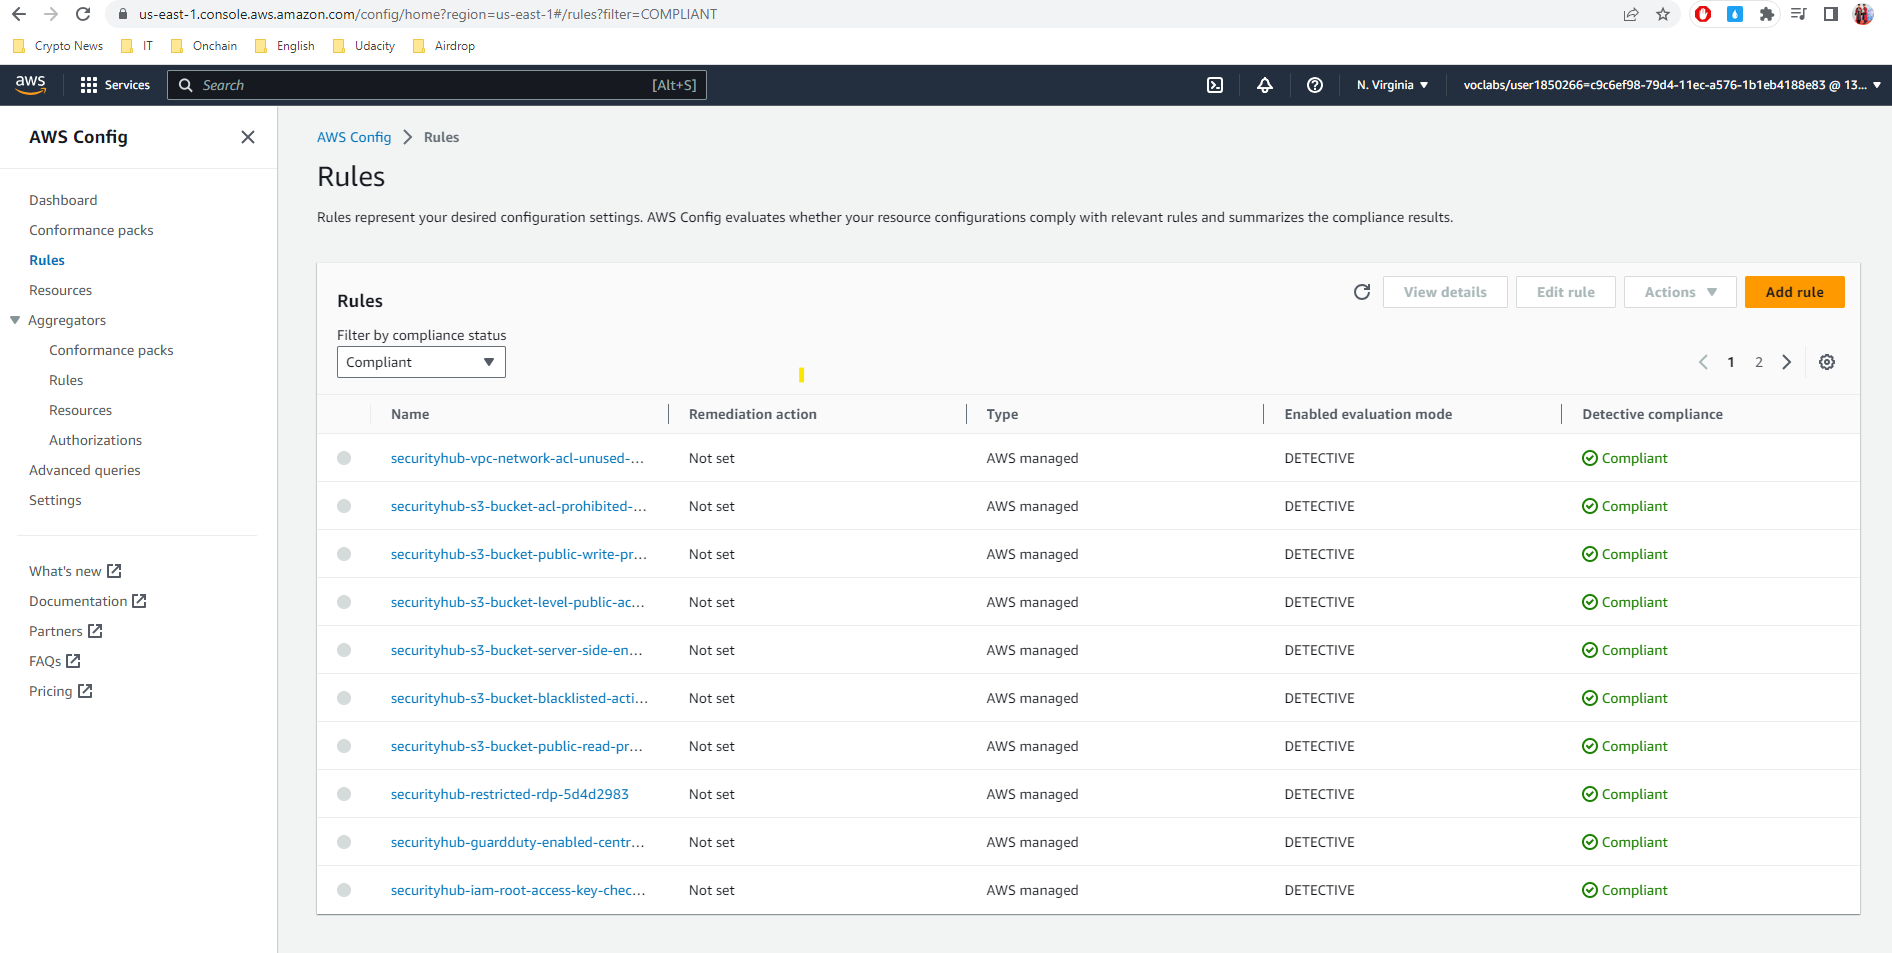 us-east-1.console.aws.amazon.com/config/home?region=us-east-1#/rules?filter=COMPLIANT
Crypto News IT Onchain English Udacity Airdrop
aws Services Search [Alt+S] N. Virginia voclabs/user1850266=c9c6ef98-79d4-11ec-a576-1b1eb4188e83 @ 13...
AWS Config
Dashboard
Conformance packs
Rules
Resources
Aggregators
Conformance packs
Rules
Resources
Authorizations
Advanced queries
Settings
What's new
Documentation
Partners
FAQs
Pricing
AWS Config Rules
Rules
Rules represent your desired configuration settings. AWS Config evaluates whether your resource configurations comply with relevant rules and summarizes the compliance results.
Rules View details Edit rule Actions Add rule
Filter by compliance status
Compliant 1 2
Name Remediation action Type Enabled evaluation mode Detective compliance
securityhub-vpc-network-acl-unused-... Not set AWS managed DETECTIVE Compliant
securityhub-s3-bucket-acl-prohibited-... Not set AWS managed DETECTIVE Compliant
securityhub-s3-bucket-public-write-pr... Not set AWS managed DETECTIVE Compliant
securityhub-s3-bucket-level-public-ac... Not set AWS managed DETECTIVE Compliant
securityhub-s3-bucket-server-side-en... Not set AWS managed DETECTIVE Compliant
securityhub-s3-bucket-blacklisted-acti... Not set AWS managed DETECTIVE Compliant
securityhub-s3-bucket-public-read-pr... Not set AWS managed DETECTIVE Compliant
securityhub-restricted-rdp-5d4d2983 Not set AWS managed DETECTIVE Compliant
securityhub-guardduty-enabled-centr... Not set AWS managed DETECTIVE Compliant
securityhub-iam-root-access-key-chec... Not set AWS managed DETECTIVE Compliant